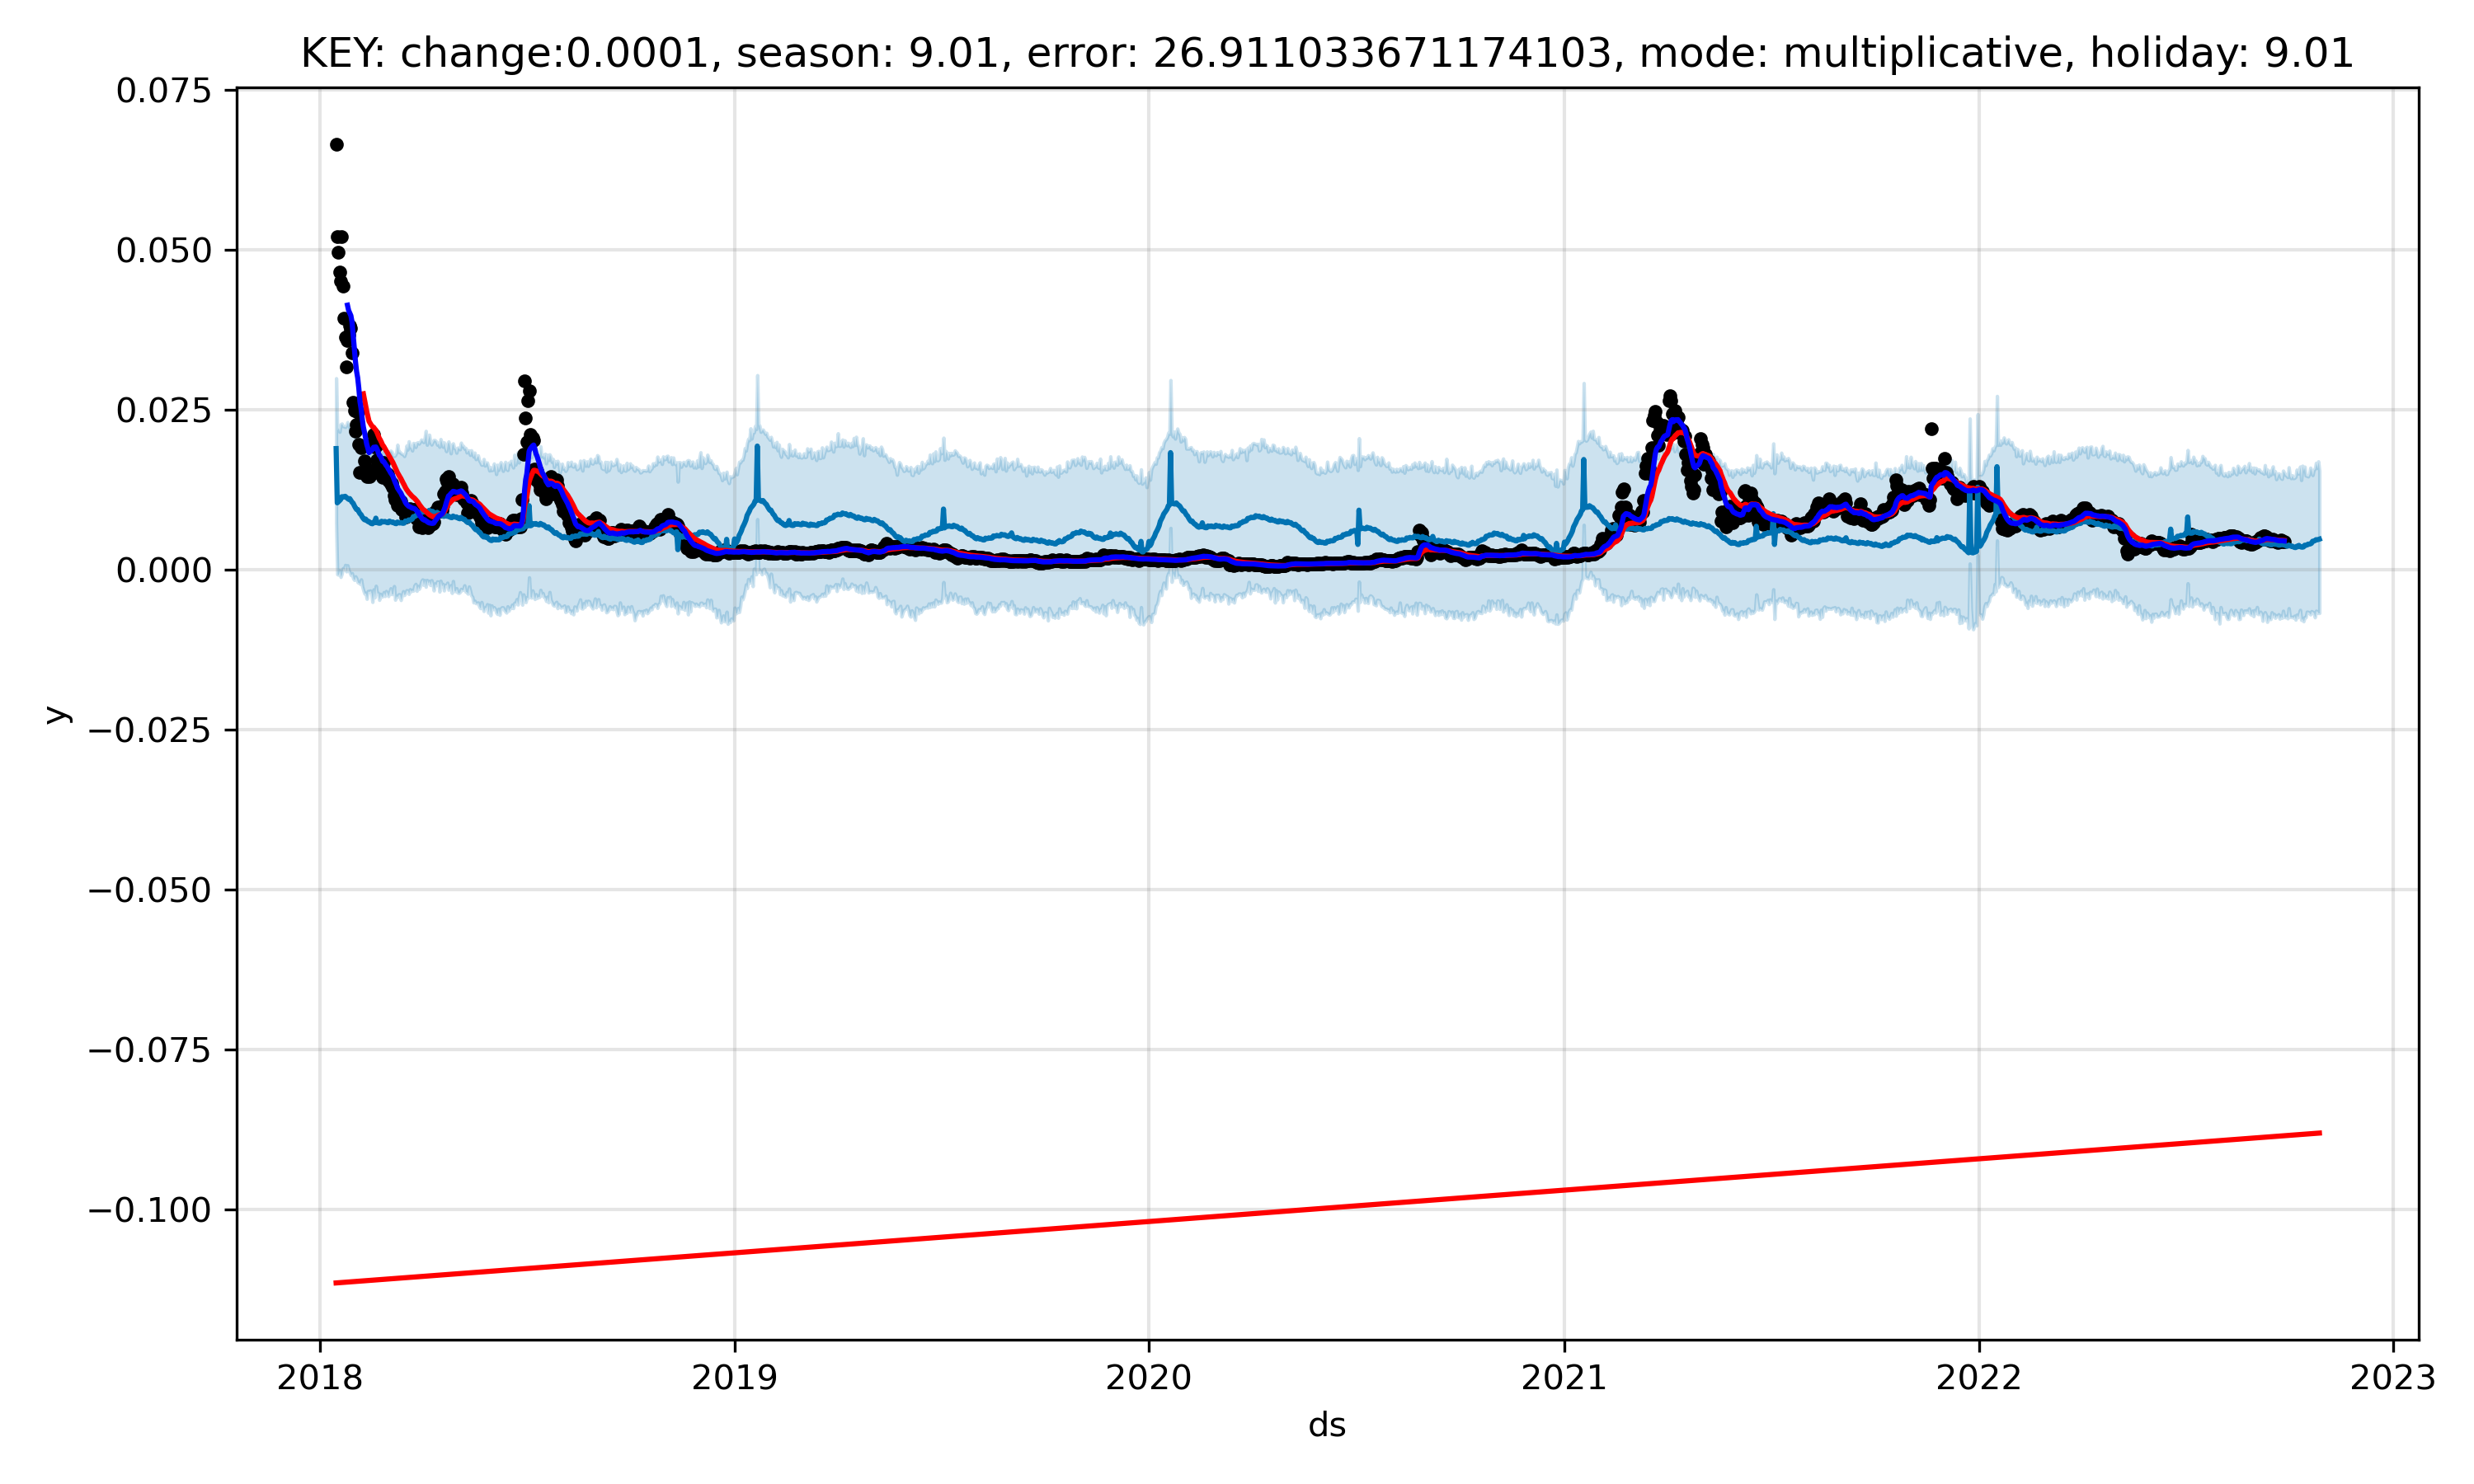 KEY: change:0.0001, season: 9.01, error: 26.911033671174103, mode: multiplicative, holiday: 9.01
0.075
0.050
0.025
0.000
−0.025
−0.050
−0.075
−0.100
y
2018 2019 2020 2021 2022 2023
ds